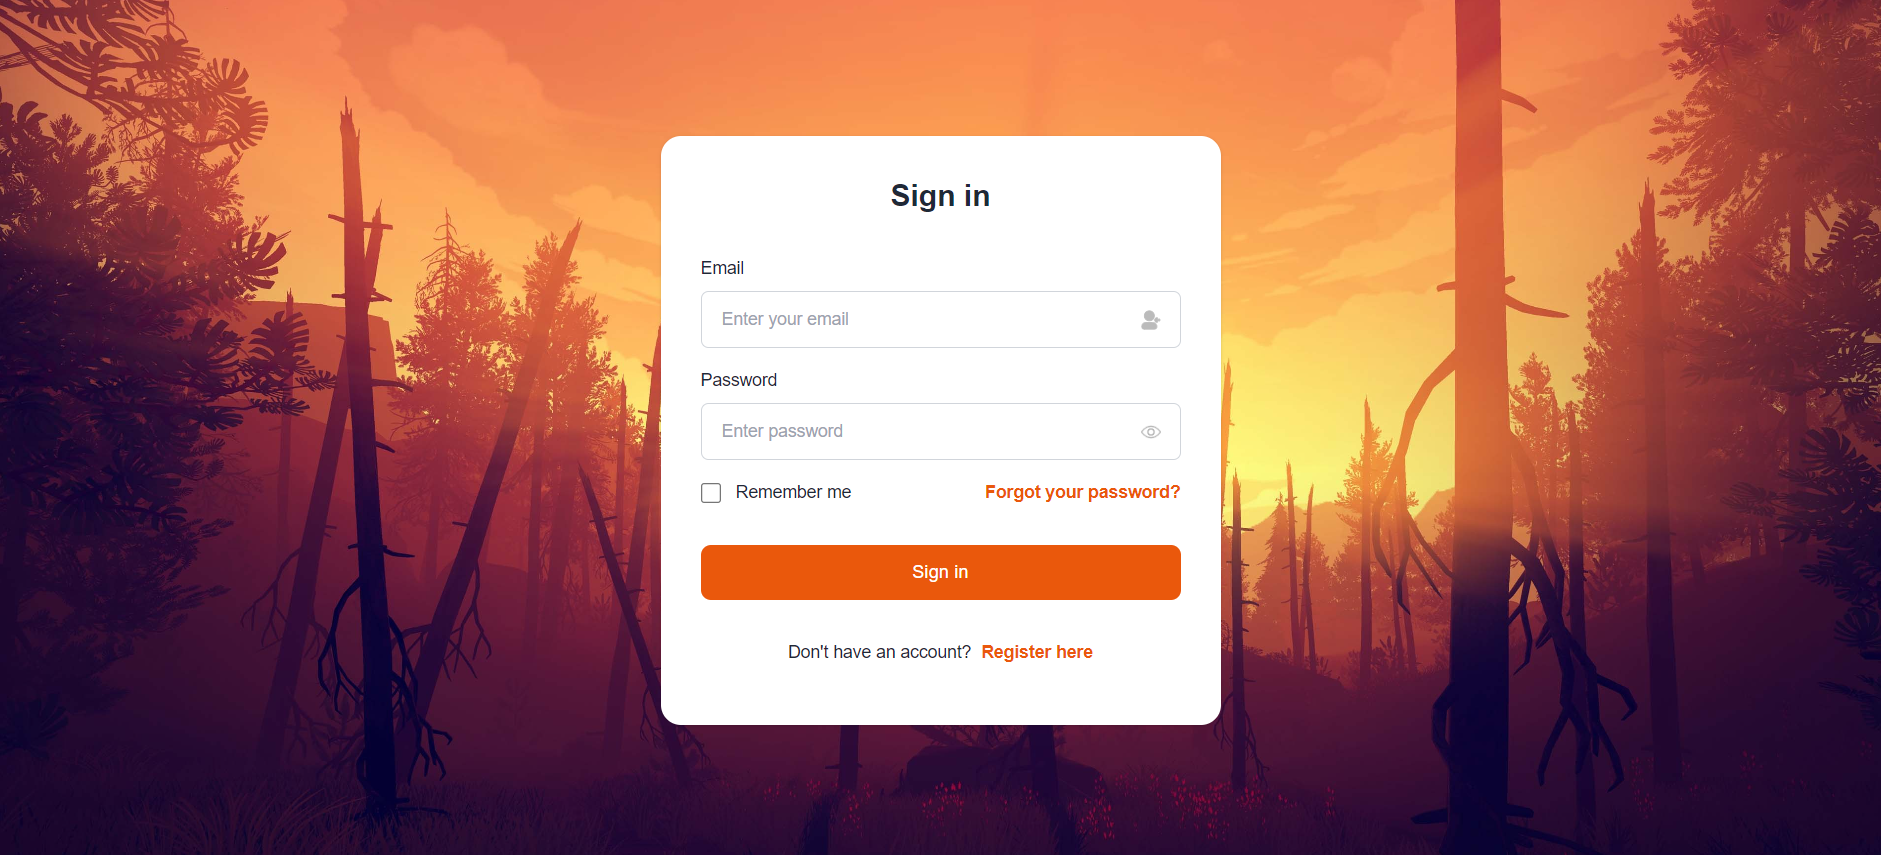 Sign in
Email
Enter your email
Password
Enter password
Remember me Forgot your password?
Sign in
Don't have an account? Register here